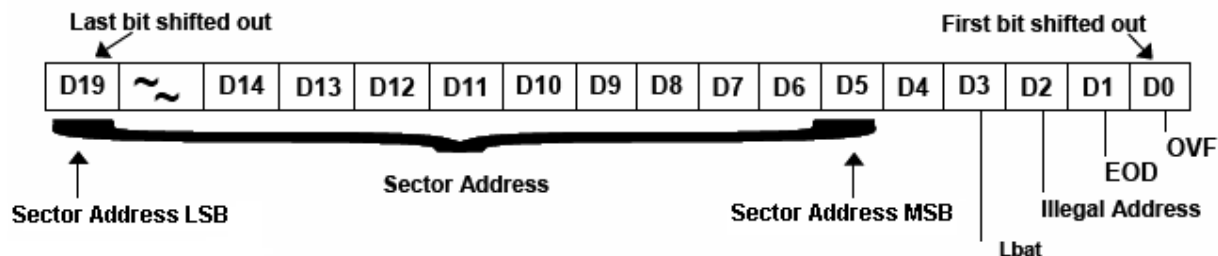 Last bit shifted out First bit shifted out
D19 ~~ D14 D13 D12 D11 D10 D9 D8 D7 D6 D5 D4 D3 D2 D1 D0
OVF
EOD
Sector Address
Sector Address LSB Sector Address MSB Illegal Address
Lbat